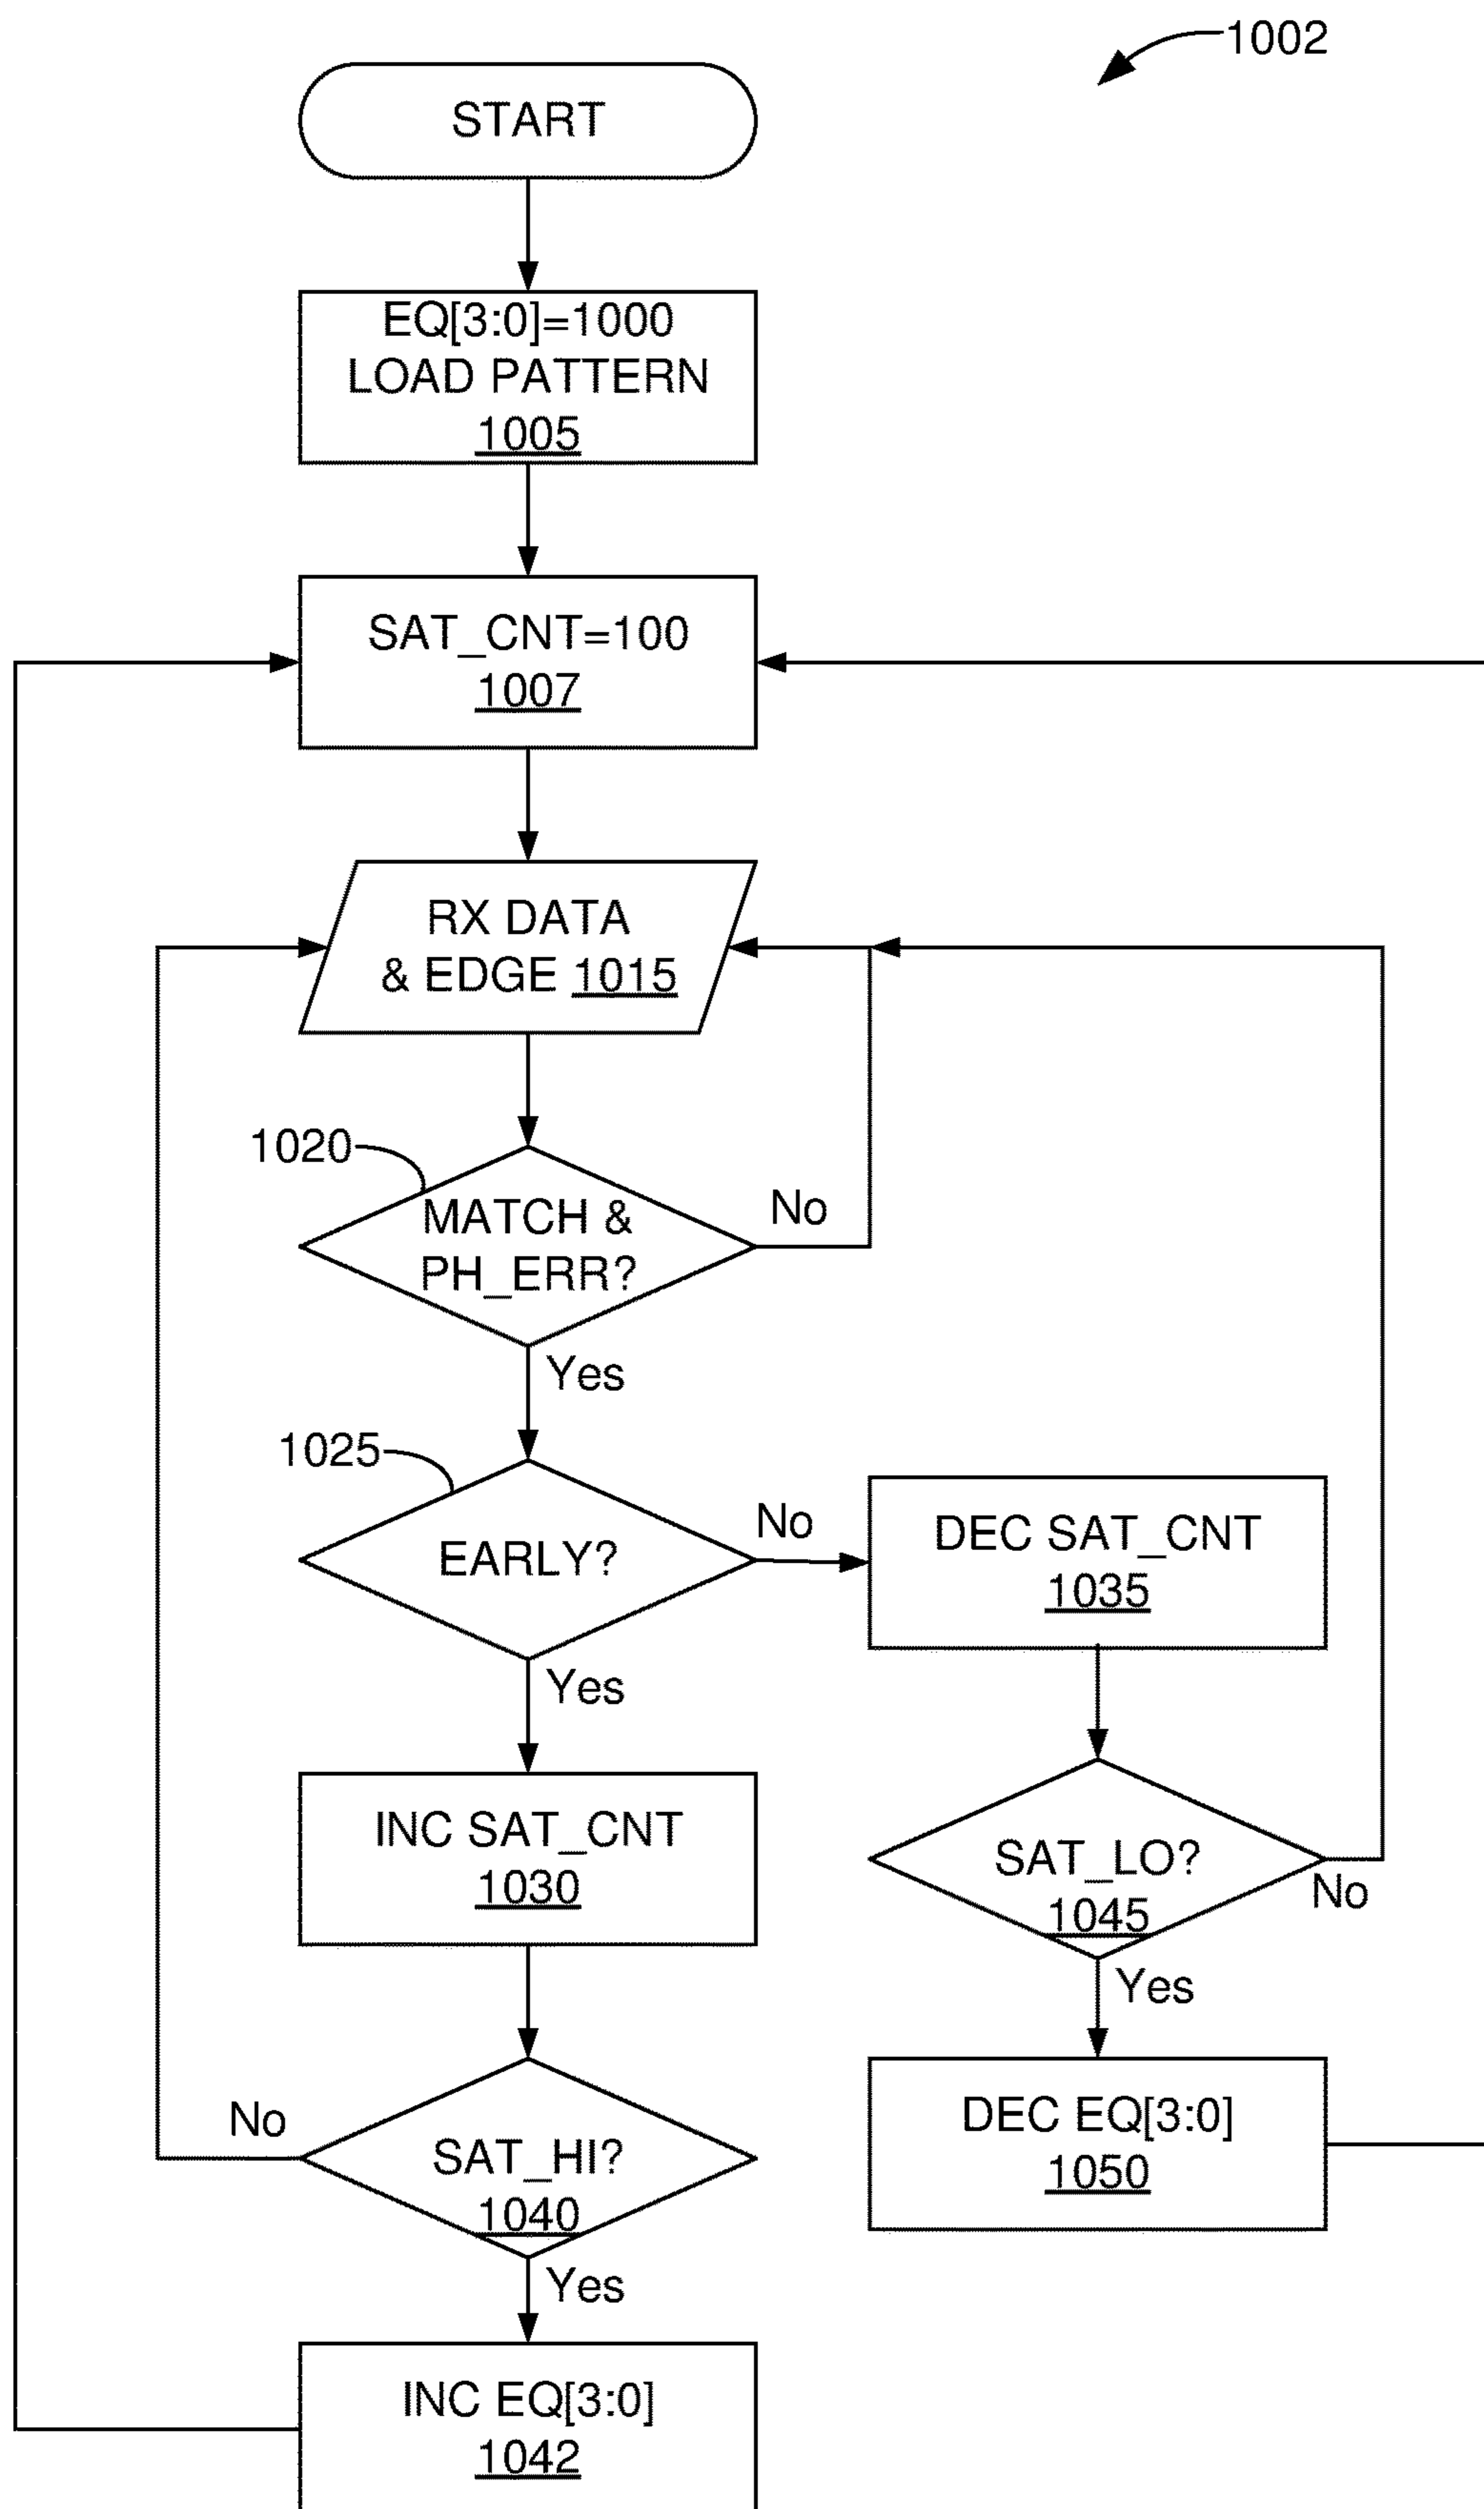 1002
START
EQ[3:0]=1000
LOAD PATTERN
1005
SAT_CNT=100
1007
RX DATA
& EDGE 1015
1020
MATCH &
PH_ERR?
No
Yes
1025
EARLY?
No
DEC SAT_CNT
1035
Yes
INC SAT_CNT
1030
SAT_LO?
1045
No
Yes
SAT_HI?
1040
No
DEC EQ[3:0]
1050
Yes
INC EQ[3:0]
1042